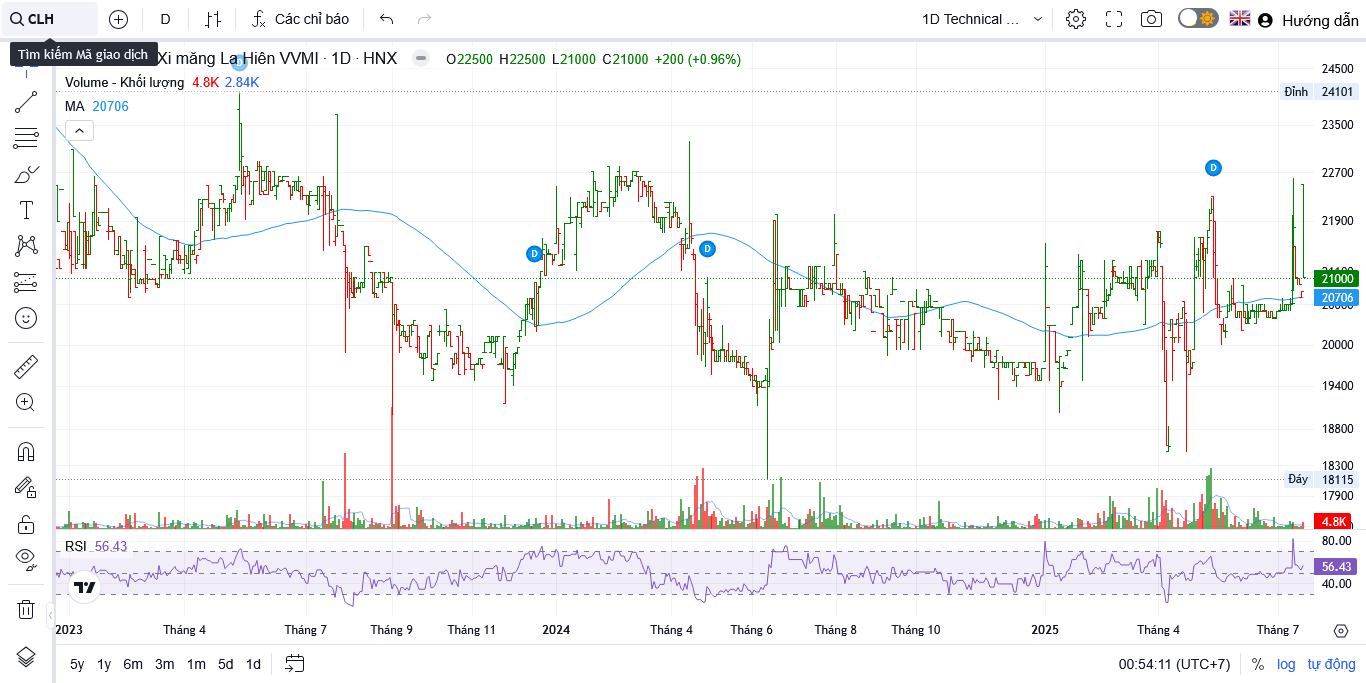 CLH D Các chỉ báo 1D Technical ... Hướng dẫn
Tìm kiếm Mã giao dịch
Xi măng La Hiên VVMI · 1D · HNX O22500 H22500 L21000 C21000 +200 (+0.96%)
Volume - Khối lượng 4.8K 2.84K
MA 20706
24500
Đỉnh 24101
23500
22700
21900
21000
20706
20000
19400
18800
18300
Đáy 18115
17900
4.8K
D
D
D
RSI 56.43
80.00
56.43
40.00
2023 Tháng 4 Tháng 7 Tháng 9 Tháng 11 2024 Tháng 4 Tháng 6 Tháng 8 Tháng 10 2025 Tháng 4 Tháng 7
5y 1y 6m 3m 1m 5d 1d 00:54:11 (UTC+7) % log tự động